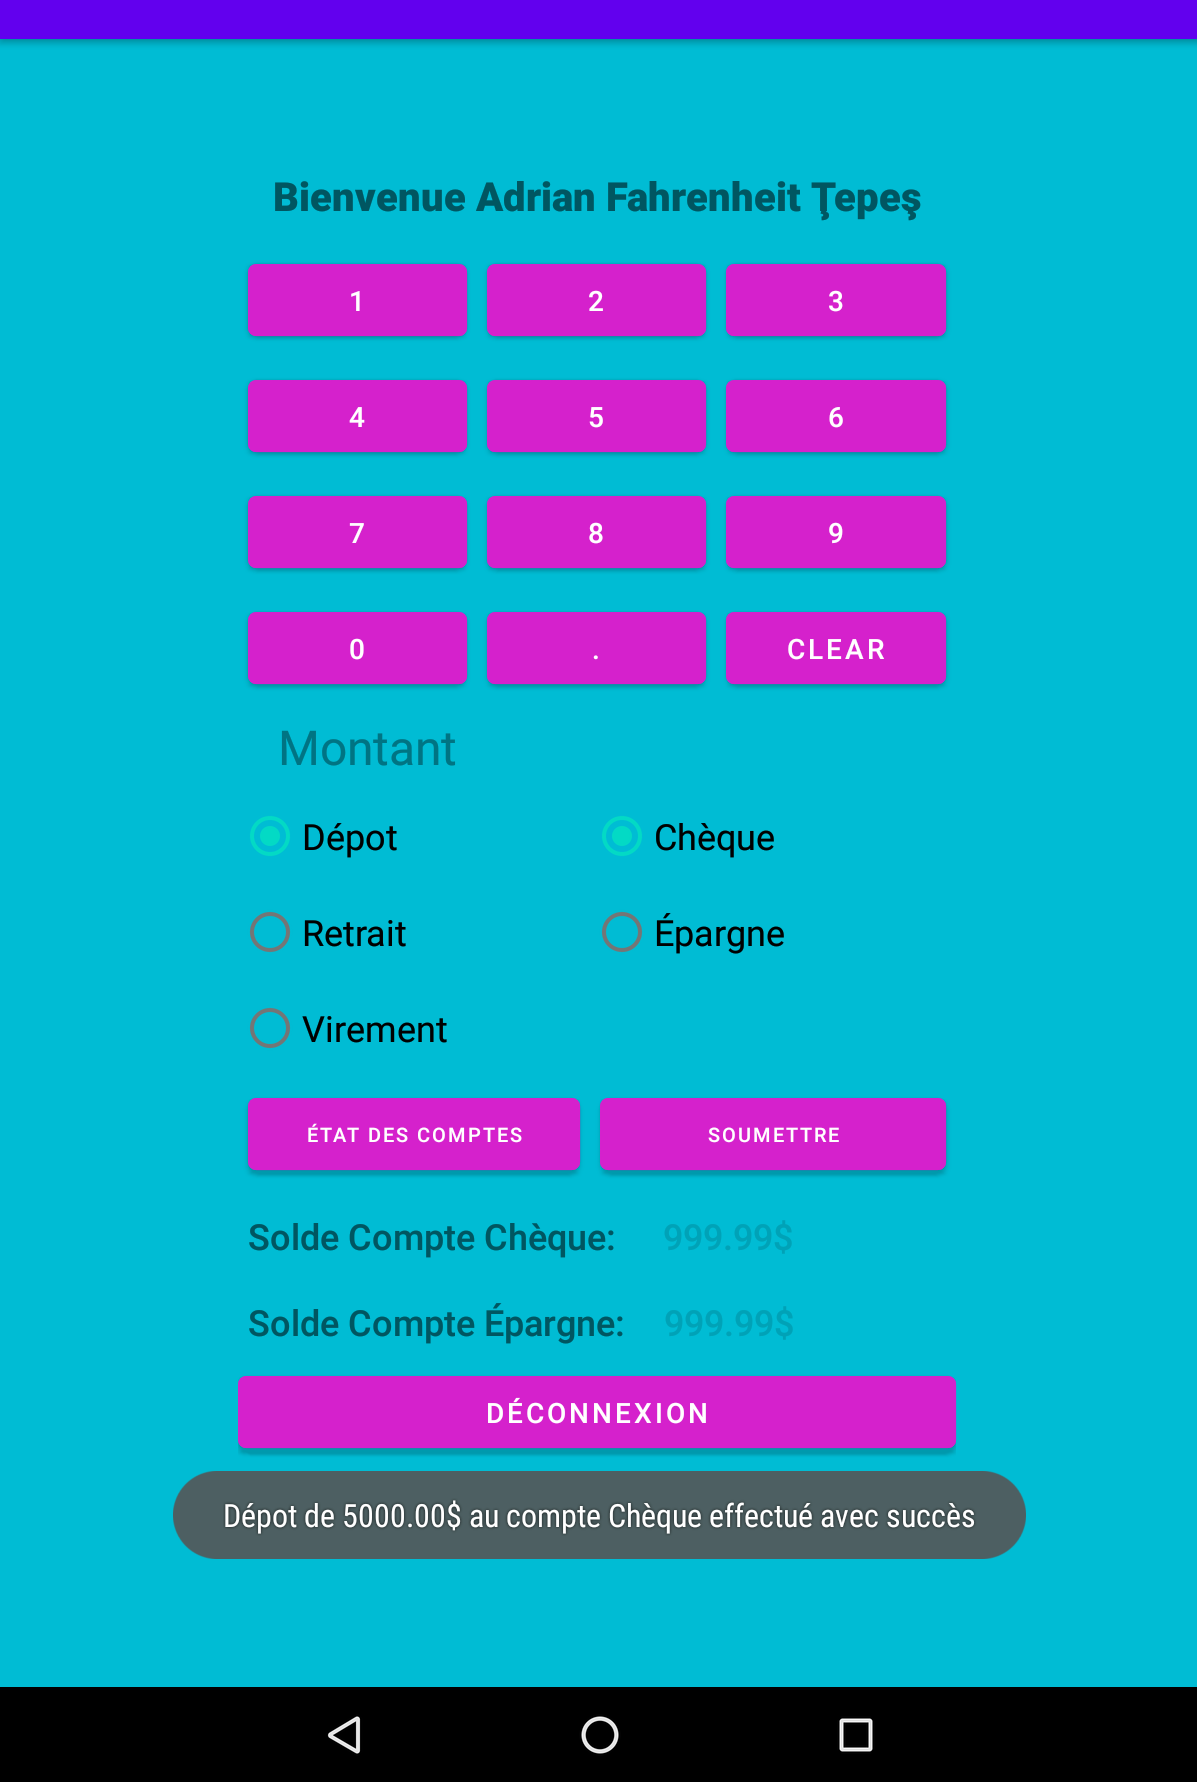 Bienvenue Adrian Fahrenheit Ţepeş
1 2 3
4 5 6
7 8 9
0 . CLEAR
Montant
Dépot Chèque
Retrait Épargne
Virement
ÉTAT DES COMPTES SOUMETTRE
Solde Compte Chèque: 999.99$
Solde Compte Épargne: 999.99$
DÉCONNEXION
Dépot de 5000.00$ au compte Chèque effectué avec succès